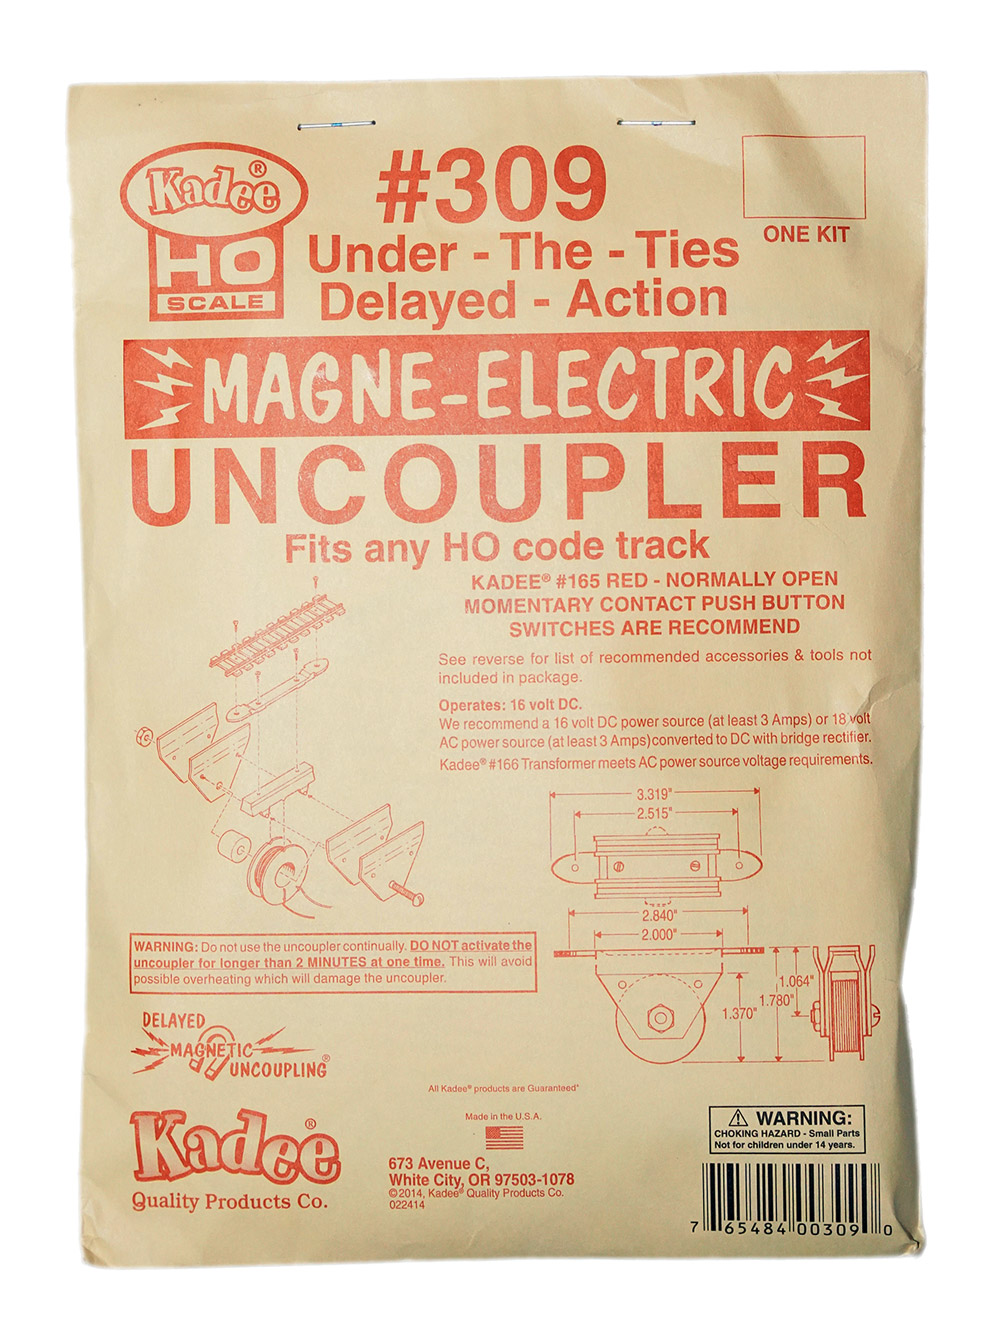 Kadee®
HO
SCALE
#309
ONE KIT
Under - The - Ties
Delayed - Action
MAGNE-ELECTRIC
UNCOUPLER
Fits any HO code track
KADEE® #165 RED - NORMALLY OPEN
MOMENTARY CONTACT PUSH BUTTON
SWITCHES ARE RECOMMEND
See reverse for list of recommended accessories & tools not
included in package.
Operates: 16 volt DC.
We recommend a 16 volt DC power source (at least 3 Amps) or 18 volt
AC power source (at least 3 Amps)converted to DC with bridge rectifier.
Kadee® #166 Transformer meets AC power source voltage requirements.
3.319"
2.515"
2.840"
2.000"
1.064"
1.780"
1.370"
WARNING: Do not use the uncoupler continually. DO NOT activate the
uncoupler for longer than 2 MINUTES at one time. This will avoid
possible overheating which will damage the uncoupler.
DELAYED
MAGNETIC
UNCOUPLING®
All Kadee® products are Guaranteed*
Made in the U.S.A.
Kadee®
Quality Products Co.
673 Avenue C,
White City, OR 97503-1078
©2014, Kadee® Quality Products Co.
022414
WARNING:
CHOKING HAZARD - Small Parts
Not for children under 14 years.
7 65484 00309 0